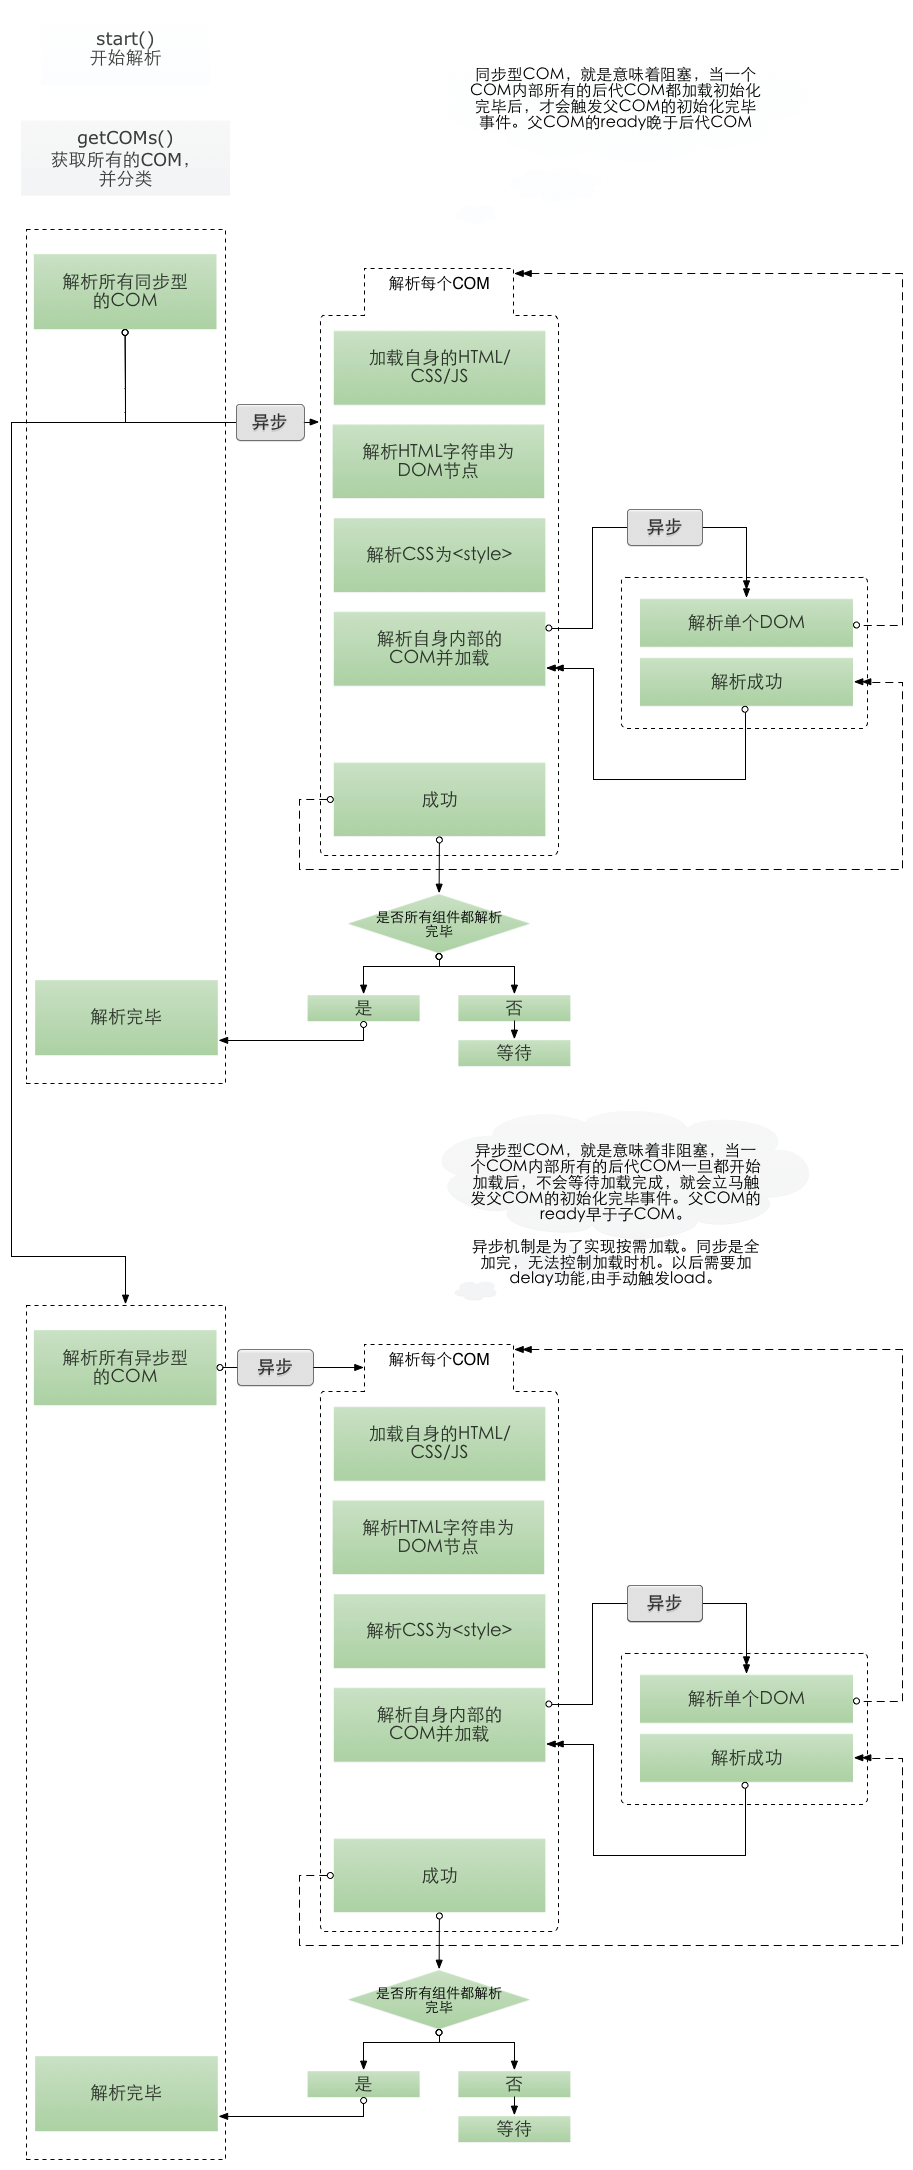 start()
开始解析
同步型COM，就是意味着阻塞，当一个
COM内部所有的后代COM都加载初始化
完毕后，才会触发父COM的初始化完毕
事件。父COM的ready晚于后代COM
getCOMs()
获取所有的COM，
并分类
解析所有同步型
的COM
解析每个COM
加载自身的HTML/
CSS/JS
异步
解析HTML字符串为
DOM节点
解析CSS为<style>
异步
解析自身内部的
COM并加载
解析单个DOM
解析成功
成功
是否所有组件都解析
完毕
是
否
解析完毕
等待
异步型COM，就是意味着非阻塞，当一
个COM内部所有的后代COM一旦都开始
加载后，不会等待加载完成，就会立马触
发父COM的初始化完毕事件。父COM的
ready早于子COM。
异步机制是为了实现按需加载。同步是全
加完，无法控制加载时机。以后需要加
delay功能,由手动触发load。
解析所有异步型
的COM
异步
解析每个COM
加载自身的HTML/
CSS/JS
解析HTML字符串为
DOM节点
解析CSS为<style>
异步
解析自身内部的
COM并加载
解析单个DOM
解析成功
成功
是否所有组件都解析
完毕
是
否
解析完毕
等待